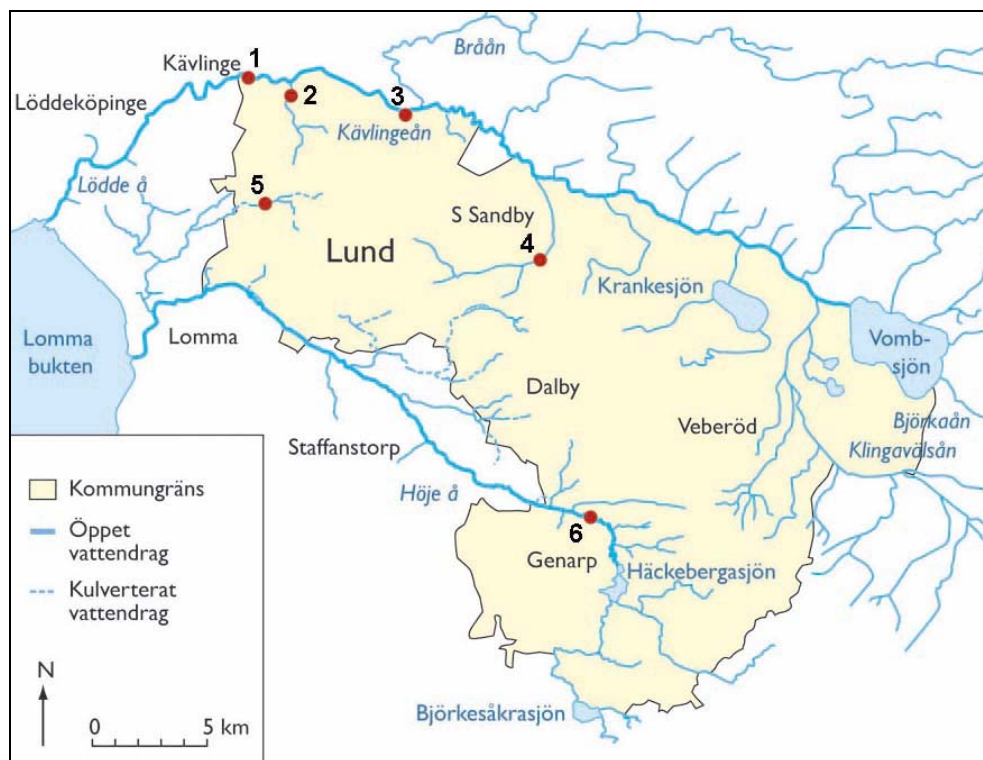 Bråån
Kävlinge
1
2
3
Löddeköpinge
Kävlingeån
Lödde å
5
S Sandby
4
Lund
Krankesjön
Lomma
bukten
Lomma
Vomb-
sjön
Dalby
Veberöd
Björkaån
Klingavälsån
Staffanstorp
Höje å
6
Genarp
Häckebergasjön
Björkesåkrasjön
Kommungräns
Öppet
vattendrag
Kulverterat
vattendrag
N
0 5 km